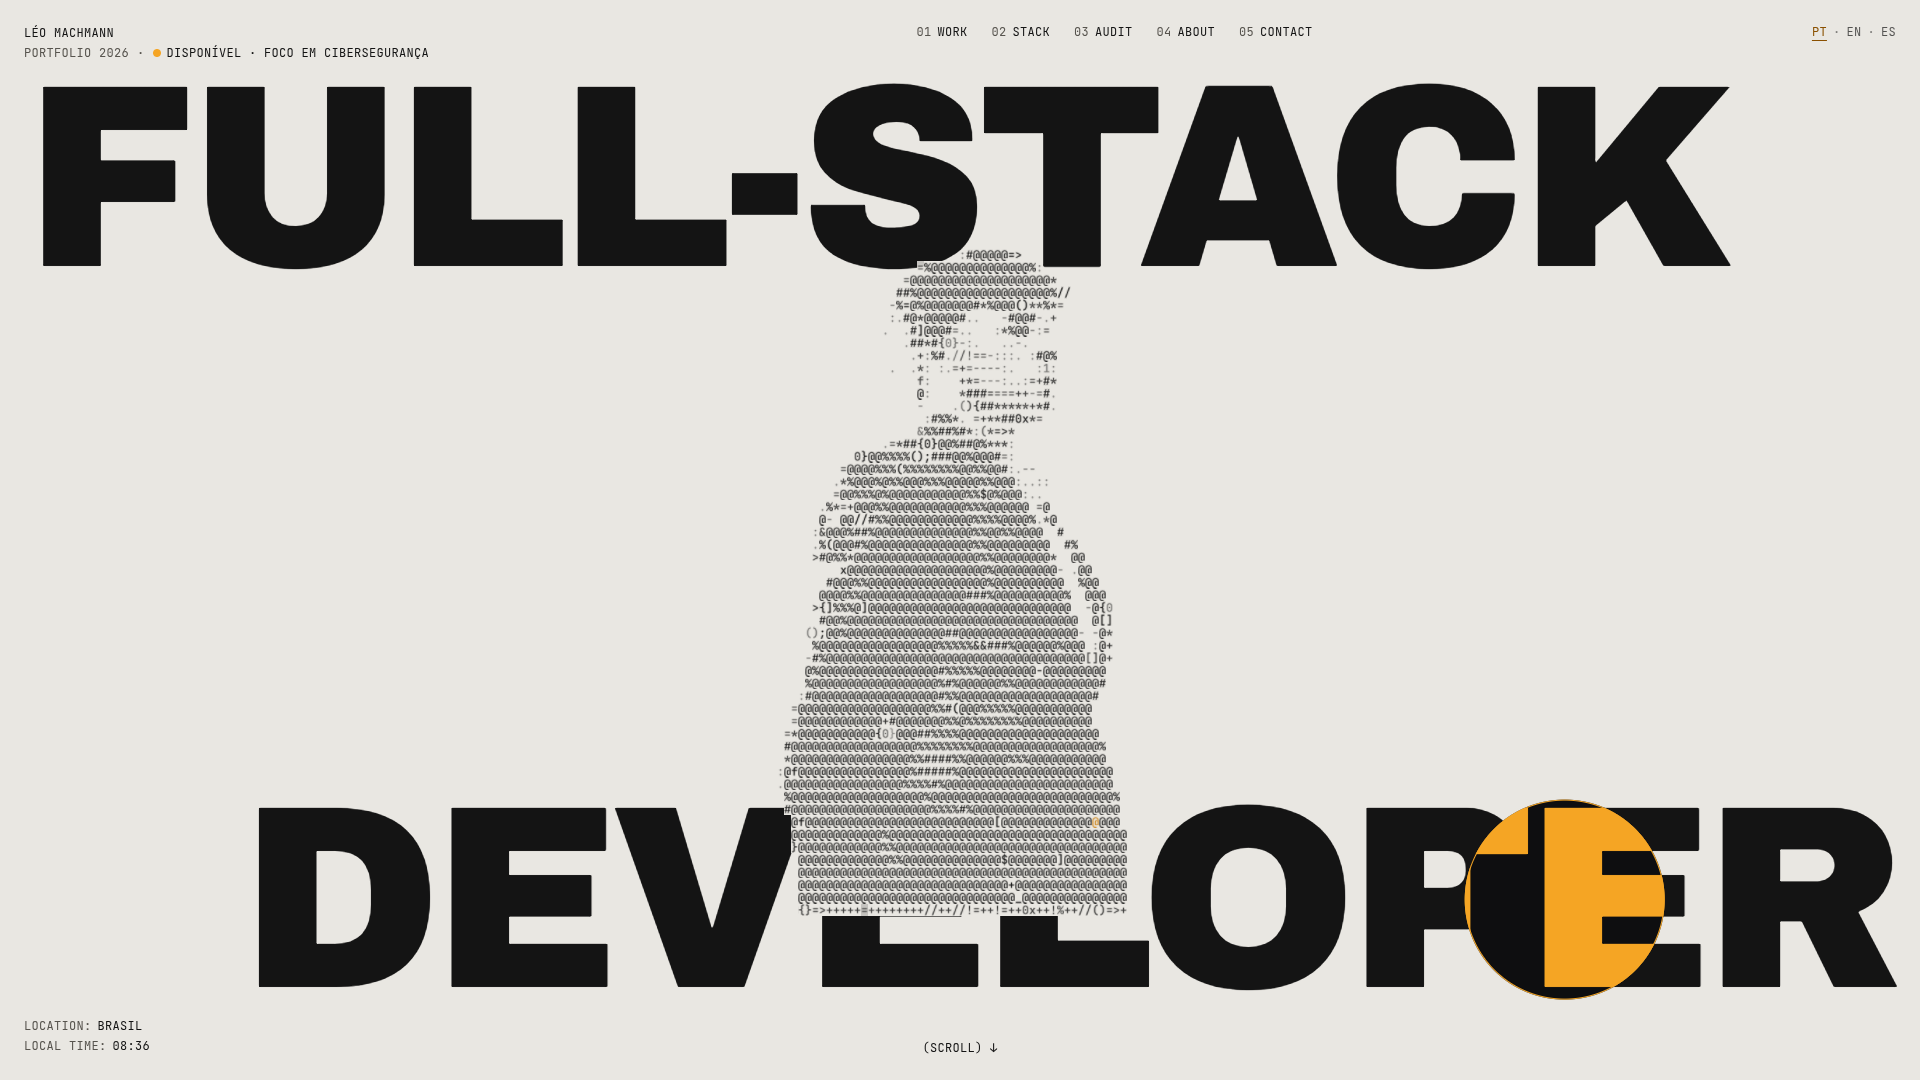 LÉO MACHMANN
PORTFOLIO 2026 · DISPONÍVEL · FOCO EM CIBERSEGURANÇA
01 WORK 02 STACK 03 AUDIT 04 ABOUT 05 CONTACT
PT · EN · ES
FULL-STACK
DEVELOPER
LOCATION: BRASIL
LOCAL TIME: 08:36
(SCROLL) ↓